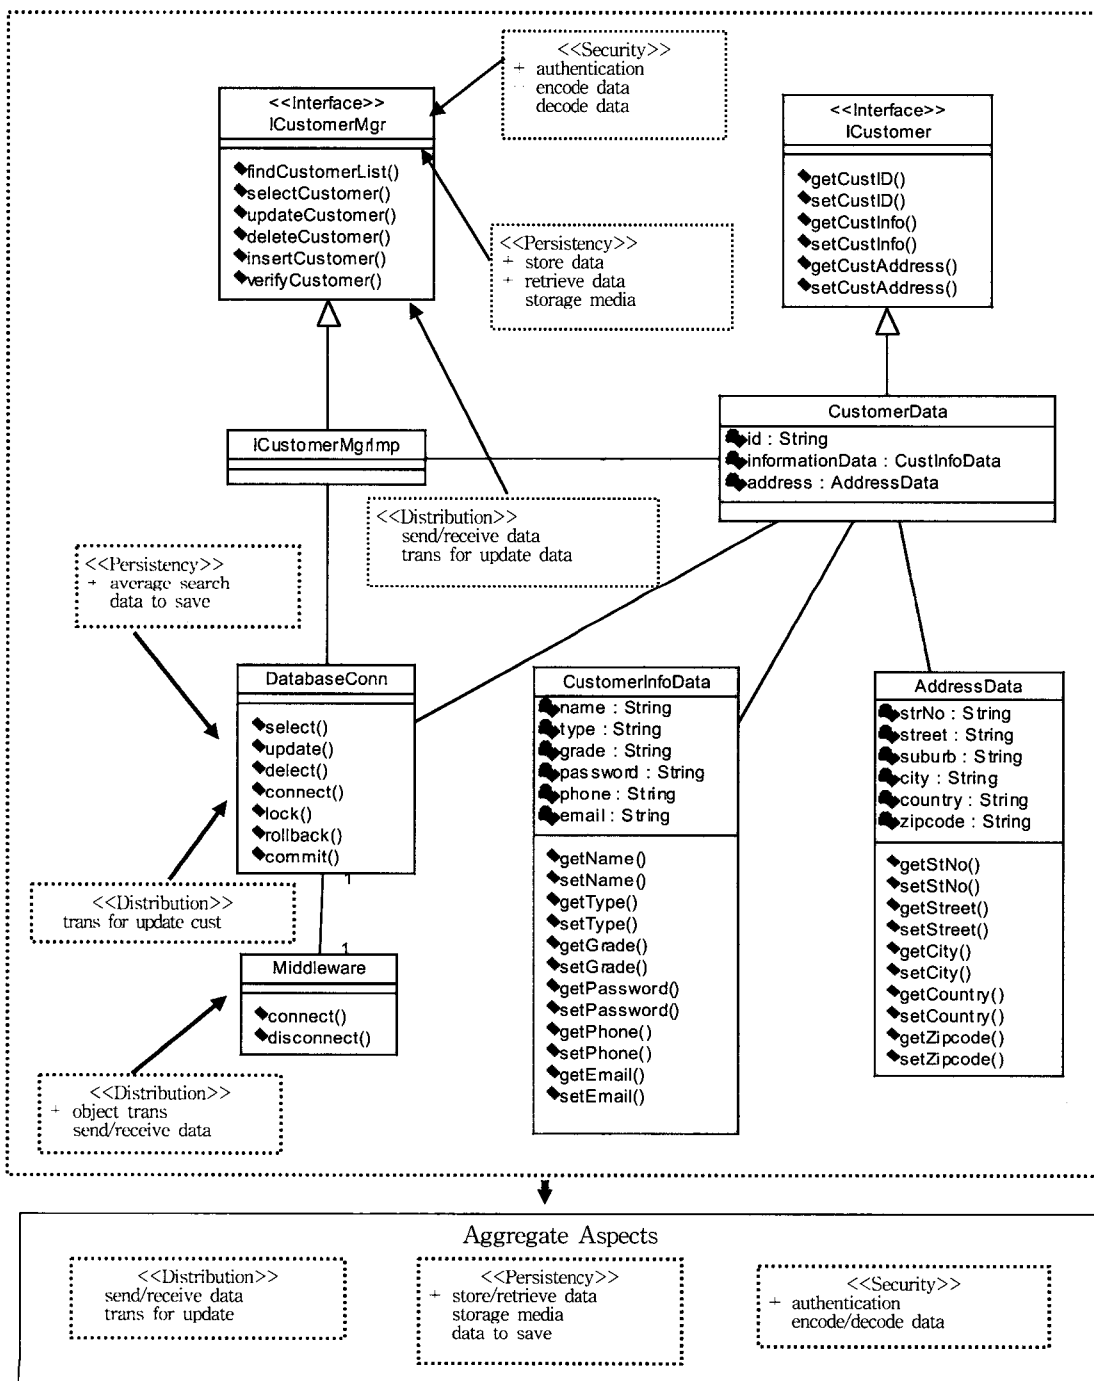 <<Security>>
+ authentication
encode data
decode data
<<Interface>>
ICustomerMgr
findCustomerList()
selectCustomer()
updateCustomer()
deleteCustomer()
insertCustomer()
verifyCustomer()
<<Interface>>
ICustomer
getCustID()
setCustID()
getCustInfo()
setCustInfo()
getCustAddress()
setCustAddress()
<<Persistency>>
+ store data
+ retrieve data
storage media
ICustomerMgrImp
CustomerData
id : String
informationData : CustInfoData
address : AddressData
<<Distribution>>
send/receive data
trans for update data
<<Persistency>>
+ average search
data to save
DatabaseConn
select()
update()
delect()
connect()
lock()
rollback()
commit()
1
CustomerInfoData
name : String
type : String
grade : String
password : String
phone : String
email : String
getName()
setName()
getType()
setType()
getGrade()
setGrade()
getPassword()
setPassword()
getPhone()
setPhone()
getEmail()
setEmail()
AddressData
strNo : String
street : String
suburb : String
city : String
country : String
zipcode : String
getStNo()
setStNo()
getStreet()
setStreet()
getCity()
setCity()
getCountry()
setCountry()
getZipcode()
setZipcode()
<<Distribution>>
trans for update cust
1
Middleware
connect()
disconnect()
<<Distribution>>
+ object trans
send/receive data
Aggregate Aspects
<<Distribution>>
send/receive data
trans for update
<<Persistency>>
+ store/retrieve data
storage media
data to save
<<Security>>
+ authentication
encode/decode data